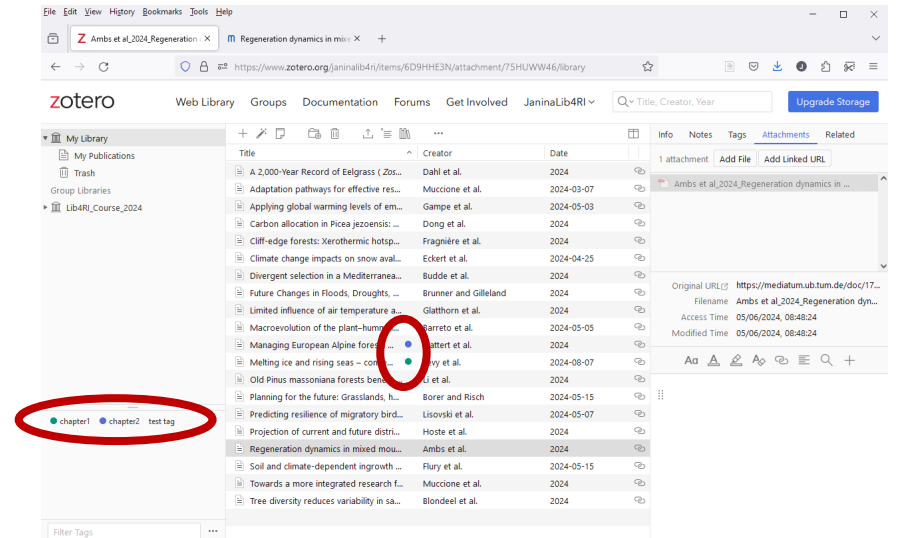 File Edit View History Bookmarks Tools Help
Z Ambs et al_2024_Regeneration X
m Regeneration dynamics in mixe X +
https://www.zotero.org/janinalib4ri/items/6D9HHE3N/attachment/75HUWW46/library
zotero Web Library Groups Documentation Forums Get Involved JaninaLib4RI Title, Creator, Year Upgrade Storage
My Library
My Publications
Trash
Group Libraries
Lib4RI_Course_2024
Title Creator Date
A 2,000-Year Record of Eelgrass ( Zos... Dahl et al. 2024
Adaptation pathways for effective res... Muccione et al. 2024-03-07
Applying global warming levels of em... Gampe et al. 2024-05-03
Carbon allocation in Picea jezoensis: ... Dong et al. 2024
Cliff-edge forests: Xerothermic hotsp... Fragnière et al. 2024
Climate change impacts on snow aval... Eckert et al. 2024-04-25
Divergent selection in a Mediterranea... Budde et al. 2024
Future Changes in Floods, Droughts, ... Brunner and Gilleland 2024
Limited influence of air temperature a... Glatthorn et al. 2024
Macroevolution of the plant–humm... Barreto et al. 2024-05-05
Managing European Alpine fores... et al. 2024
Melting ice and rising seas – et al. 2024-08-07
Old Pinus massoniana forests Li et al. 2024
Planning for the future: Grasslands, h... Borer and Risch 2024-05-15
Predicting resilience of migratory bird... Lisovski et al. 2024-05-07
Projection of current and future distri... Hoste et al. 2024
Regeneration dynamics in mixed mou... Ambs et al. 2024
Soil and climate-dependent ingrowth ... Flury et al. 2024-05-15
Towards a more integrated research f... Muccione et al. 2024
Tree diversity reduces variability in sa... Blondeel et al. 2024
chapter1 chapter2 test tag
Filter Tags
Info Notes Tags Attachments Related
1 attachment Add File Add Linked URL
Ambs et al_2024_Regeneration dynamics in ...
Original URL https://mediatum.ub.tum.de/doc/17...
Filename Ambs et al_2024_Regeneration dyn...
Access Time 05/06/2024, 08:48:24
Modified Time 05/06/2024, 08:48:24